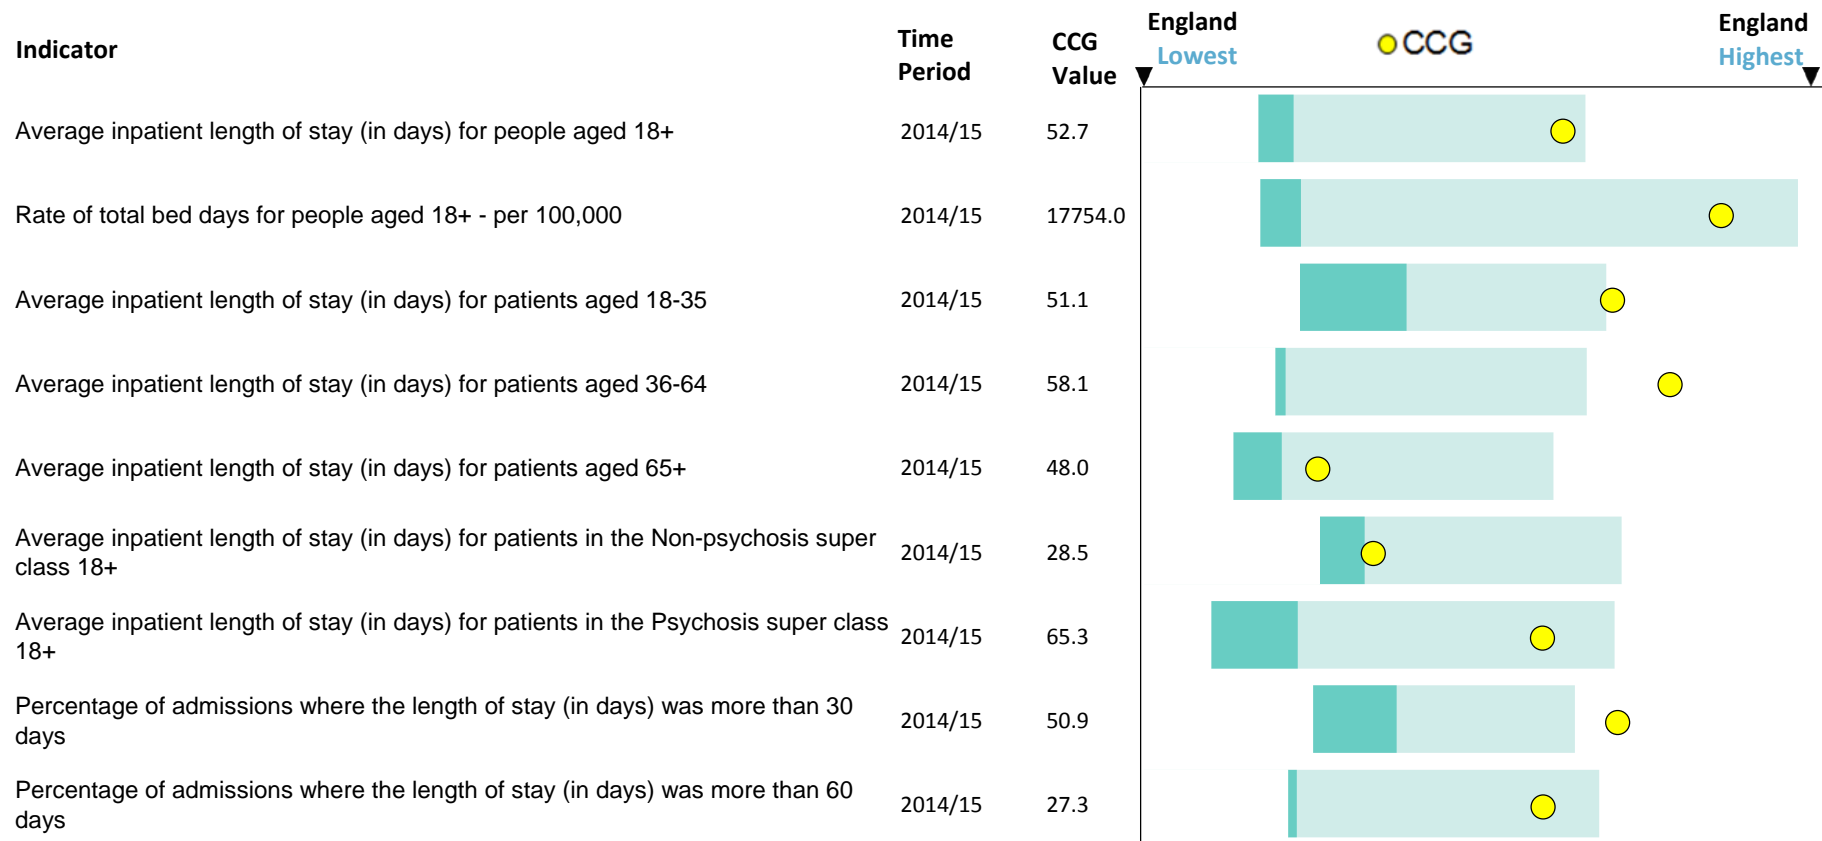 Indicator
Time Period
CCG Value
England Lowest
CCG
England Highest
Average inpatient length of stay (in days) for people aged 18+ 2014/15 52.7
Rate of total bed days for people aged 18+ - per 100,000 2014/15 17754.0
Average inpatient length of stay (in days) for patients aged 18-35 2014/15 51.1
Average inpatient length of stay (in days) for patients aged 36-64 2014/15 58.1
Average inpatient length of stay (in days) for patients aged 65+ 2014/15 48.0
Average inpatient length of stay (in days) for patients in the Non-psychosis super
class 18+ 2014/15 28.5
Average inpatient length of stay (in days) for patients in the Psychosis super class
18+ 2014/15 65.3
Percentage of admissions where the length of stay (in days) was more than 30
days 2014/15 50.9
Percentage of admissions where the length of stay (in days) was more than 60
days 2014/15 27.3